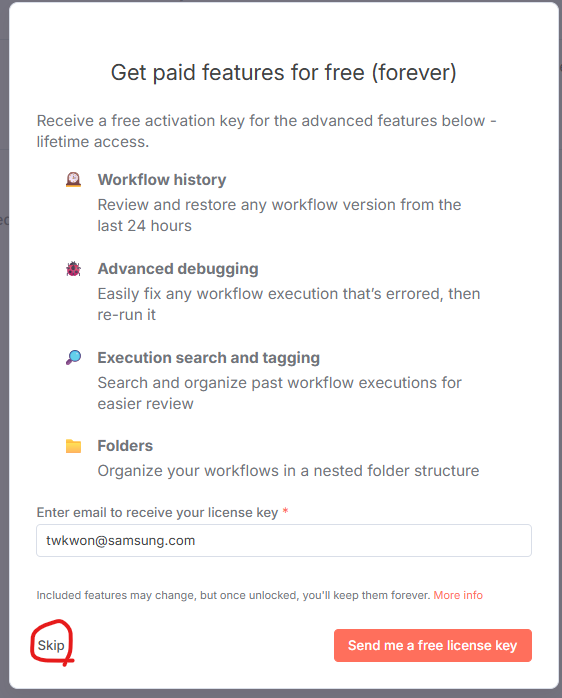 Get paid features for free (forever)
Receive a free activation key for the advanced features below -
lifetime access.
Workflow history
Review and restore any workflow version from the
last 24 hours
Advanced debugging
Easily fix any workflow execution that’s errored, then
re-run it
Execution search and tagging
Search and organize past workflow executions for
easier review
Folders
Organize your workflows in a nested folder structure
Enter email to receive your license key *
twkwon@samsung.com
Included features may change, but once unlocked, you'll keep them forever. More info
Skip
Send me a free license key